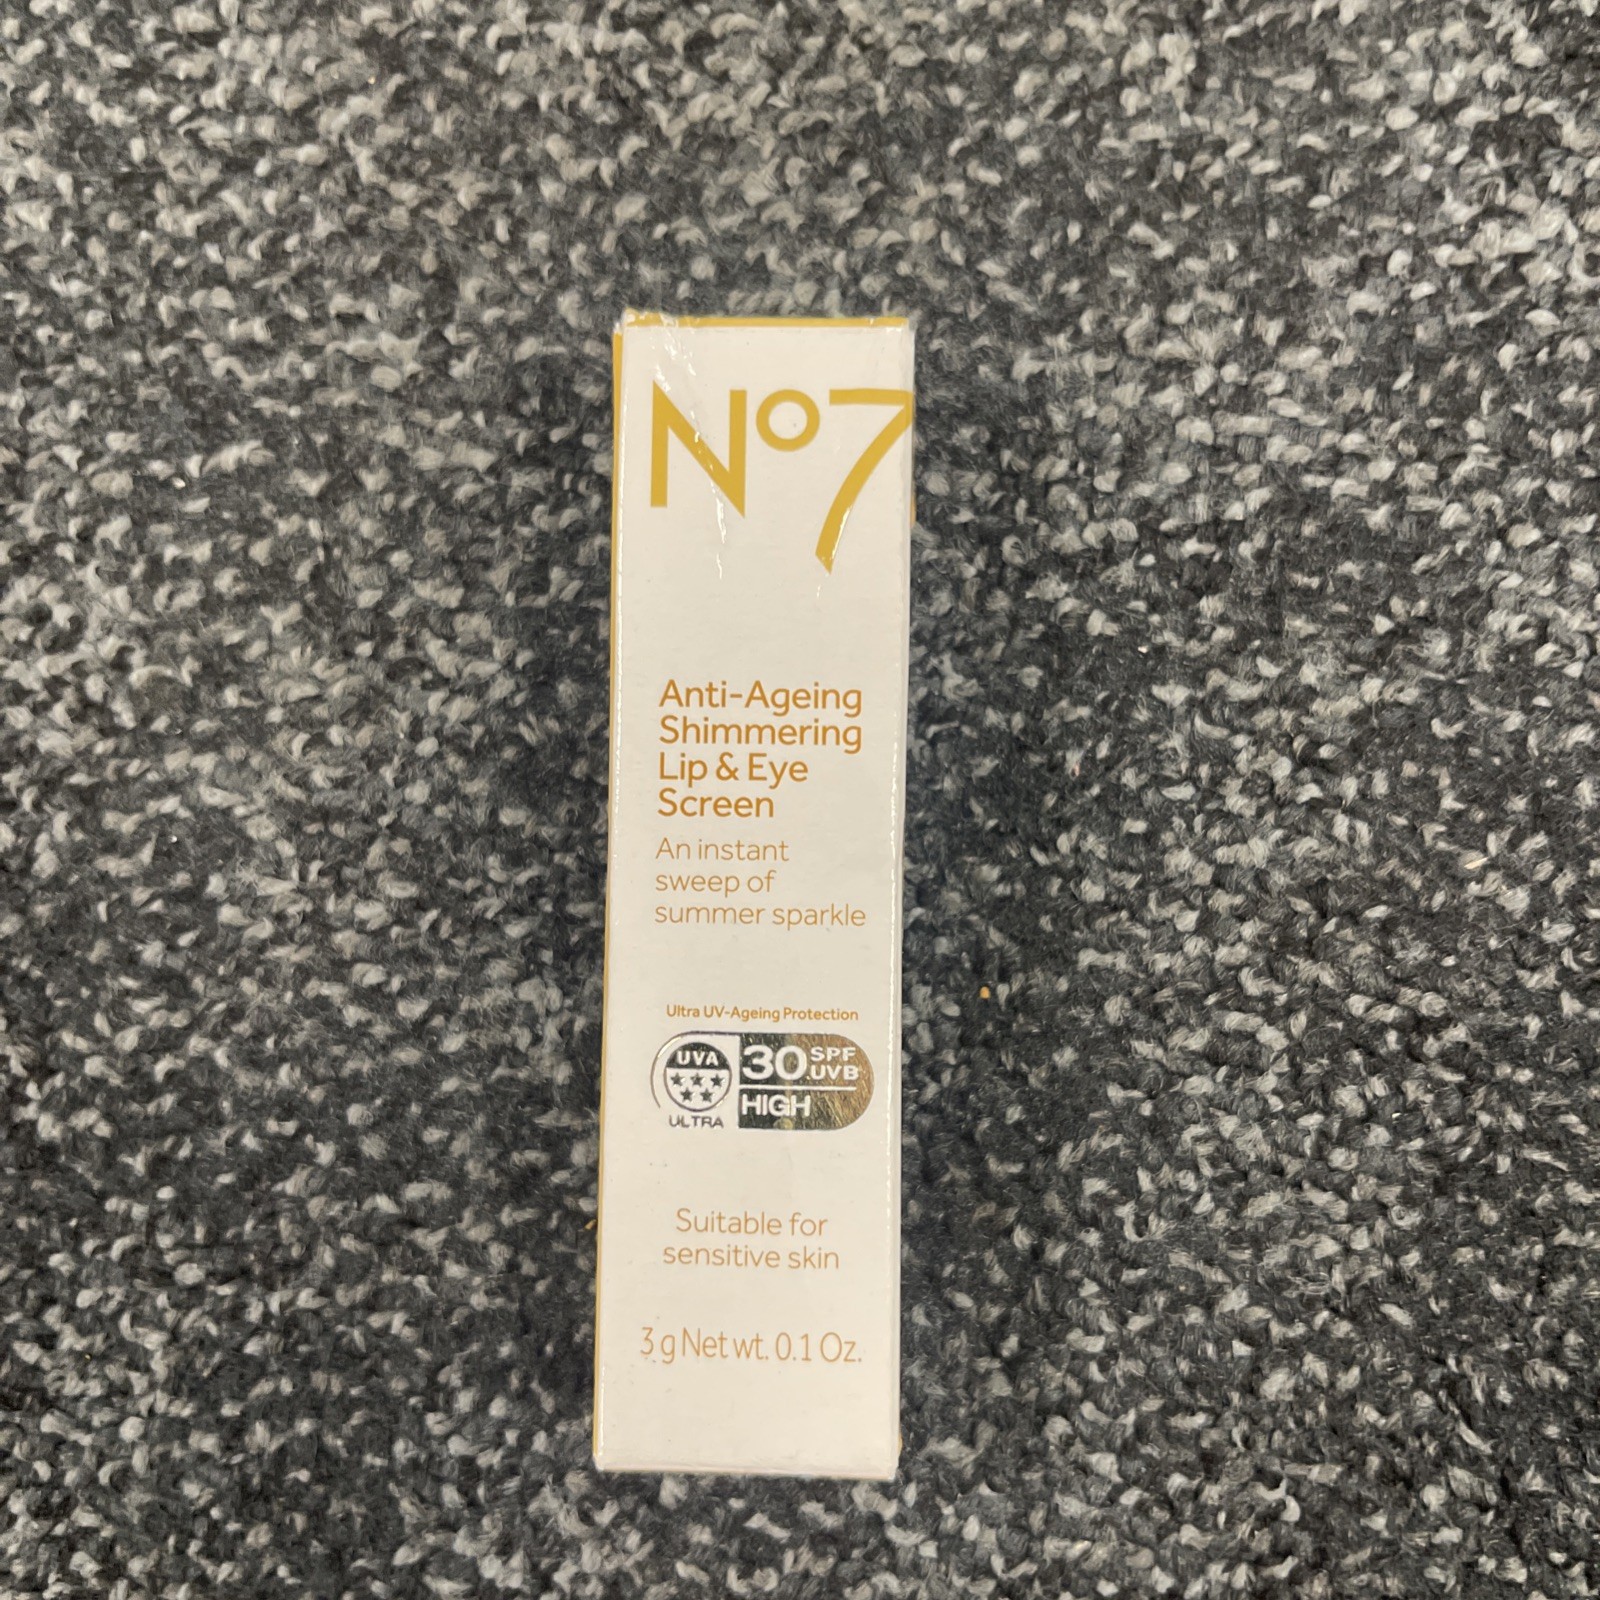 Nº7
Anti-Ageing
Shimmering
Lip & Eye
Screen
An instant
sweep of
summer sparkle
Ultra UV-Ageing Protection
UVA
ULTRA
30 SPF
UVB
HIGH
Suitable for
sensitive skin
3 g Net wt. 0.1 Oz.